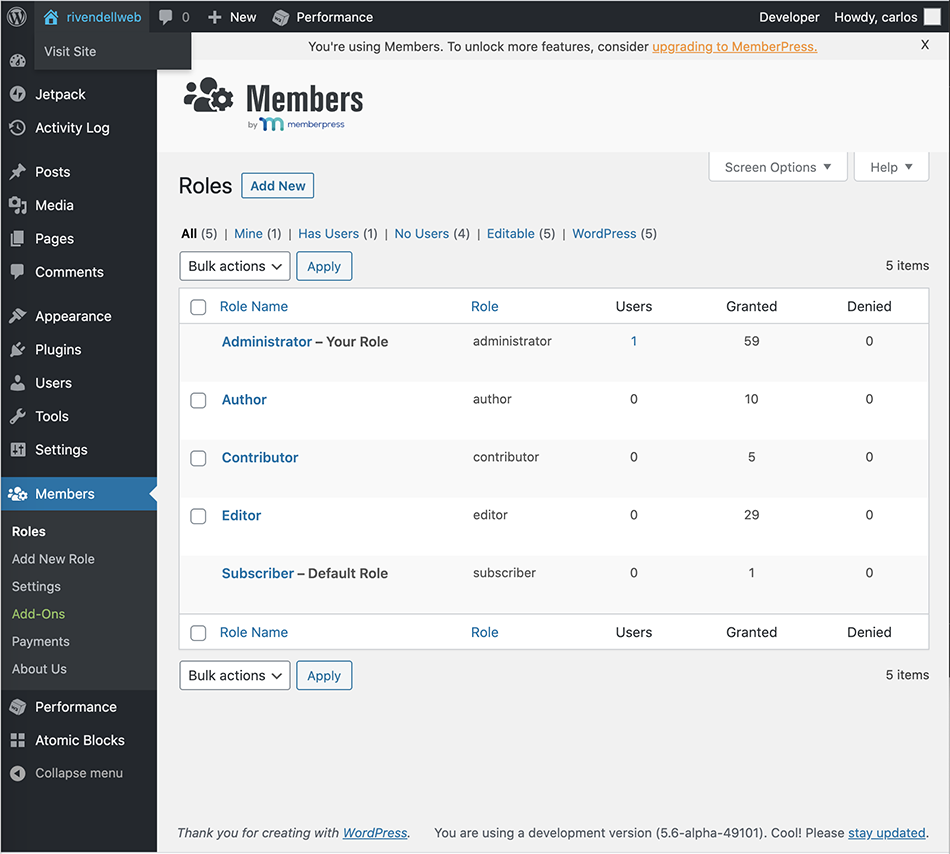 rivendellweb 0 New Performance Developer Howdy, carlos
Visit Site
You're using Members. To unlock more features, consider upgrading to MemberPress. X
Jetpack
Activity Log
Posts
Media
Pages
Comments
Appearance
Plugins
Users
Tools
Settings
Members
Roles
Add New Role
Settings
Add-Ons
Payments
About Us
Performance
Atomic Blocks
Collapse menu
Members
by memberpress
Screen Options ▼ Help ▼
Roles Add New
All (5) | Mine (1) | Has Users (1) | No Users (4) | Editable (5) | WordPress (5)
Bulk actions Apply 5 items
Role Name Role Users Granted Denied
Administrator – Your Role administrator 1 59 0
Author author 0 10 0
Contributor contributor 0 5 0
Editor editor 0 29 0
Subscriber – Default Role subscriber 0 1 0
Role Name Role Users Granted Denied
Bulk actions Apply 5 items
Thank you for creating with WordPress. You are using a development version (5.6-alpha-49101). Cool! Please stay updated.